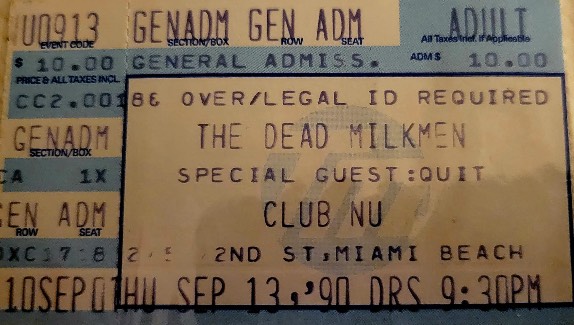 NU0913 GENADM GEN ADM ADULT
EVENT CODE SECTION/BOX ROW SEAT All Taxes Incl. If Applicable
$ 10.00 GENERAL ADMISS. ADM$ 10.00
PRICE & ALL TAXES INCL.
CC2.00 18& OVER/LEGAL ID REQUIRED
GENADM THE DEAD MILKMEN
SECTION/BOX
CA 1X SPECIAL GUEST:QUIT
GEN ADM CLUB NU
ROW SEAT
2ND ST,MIAMI BEACH
10SEP0 THU SEP 13,'90 DRS 9:30PM